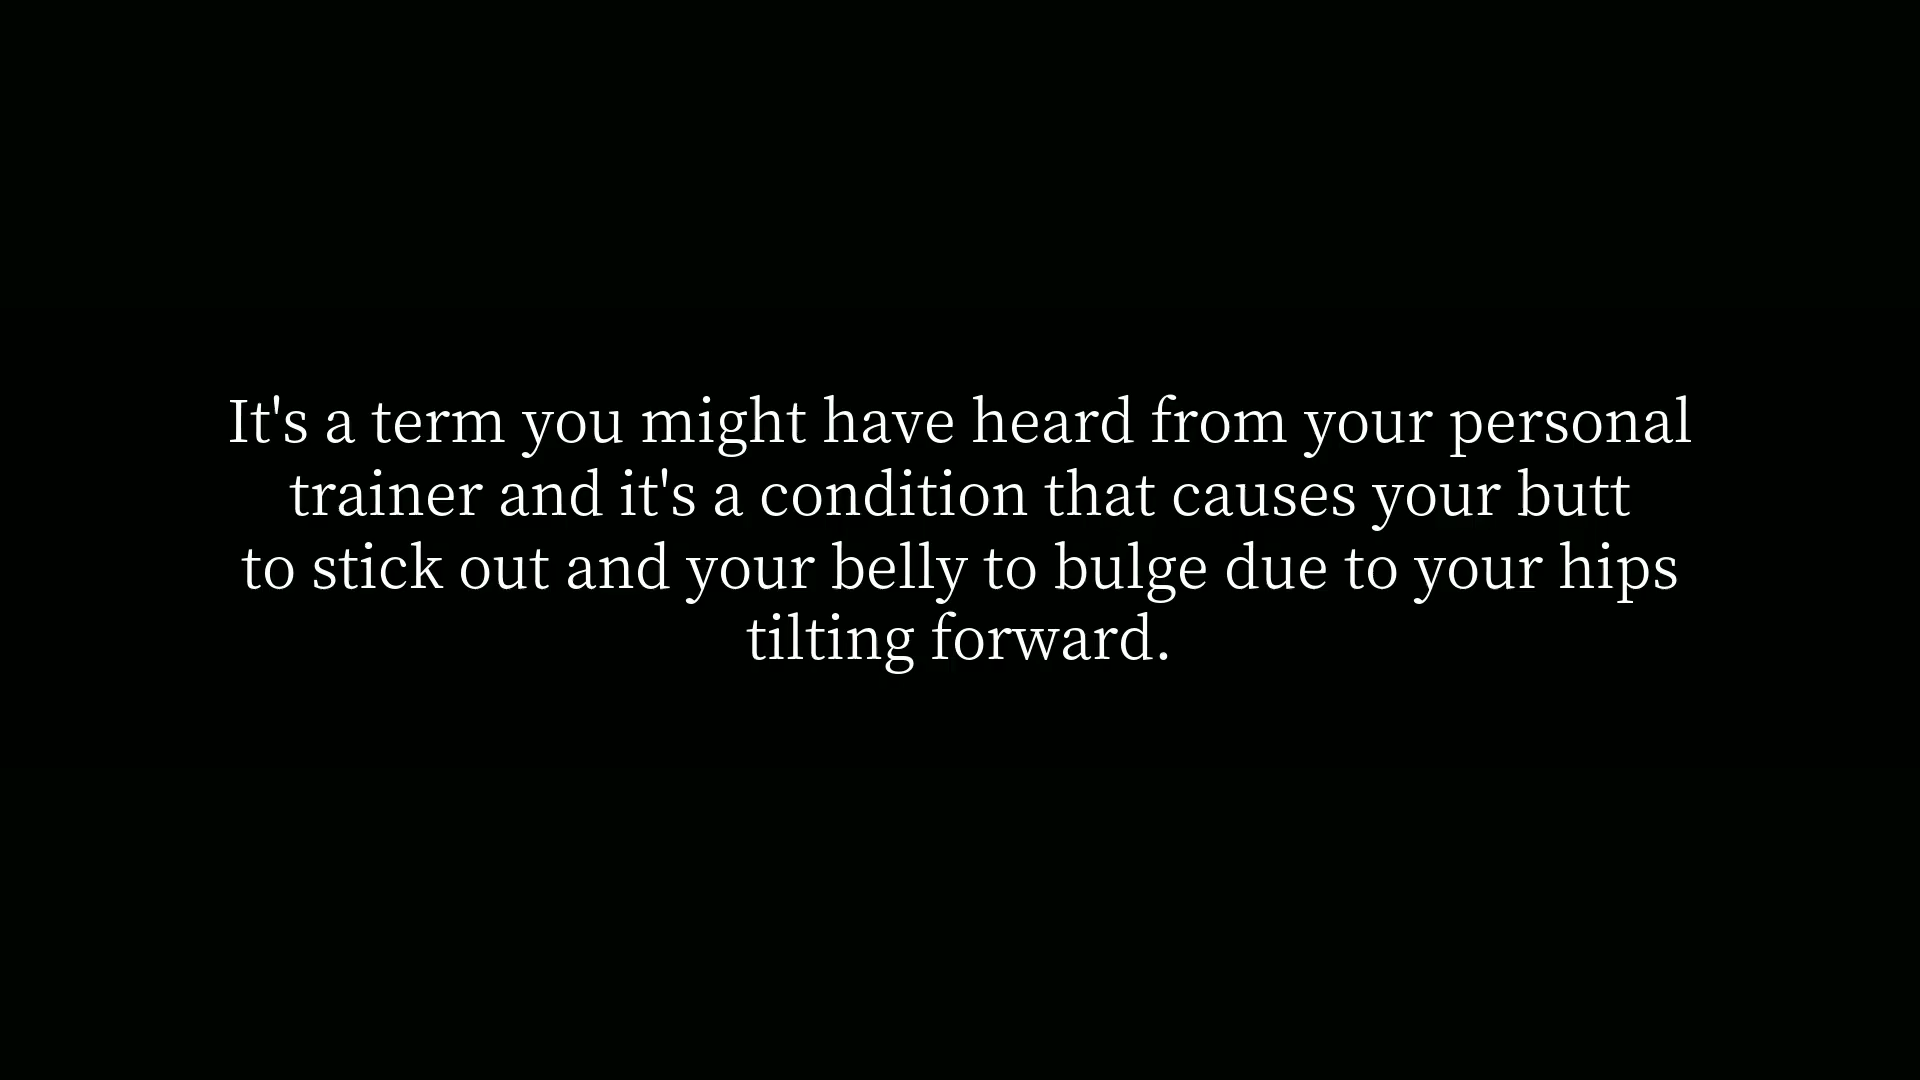 It's a term you might have heard from your personal
trainer and it's a condition that causes your butt
to stick out and your belly to bulge due to your hips
tilting forward.